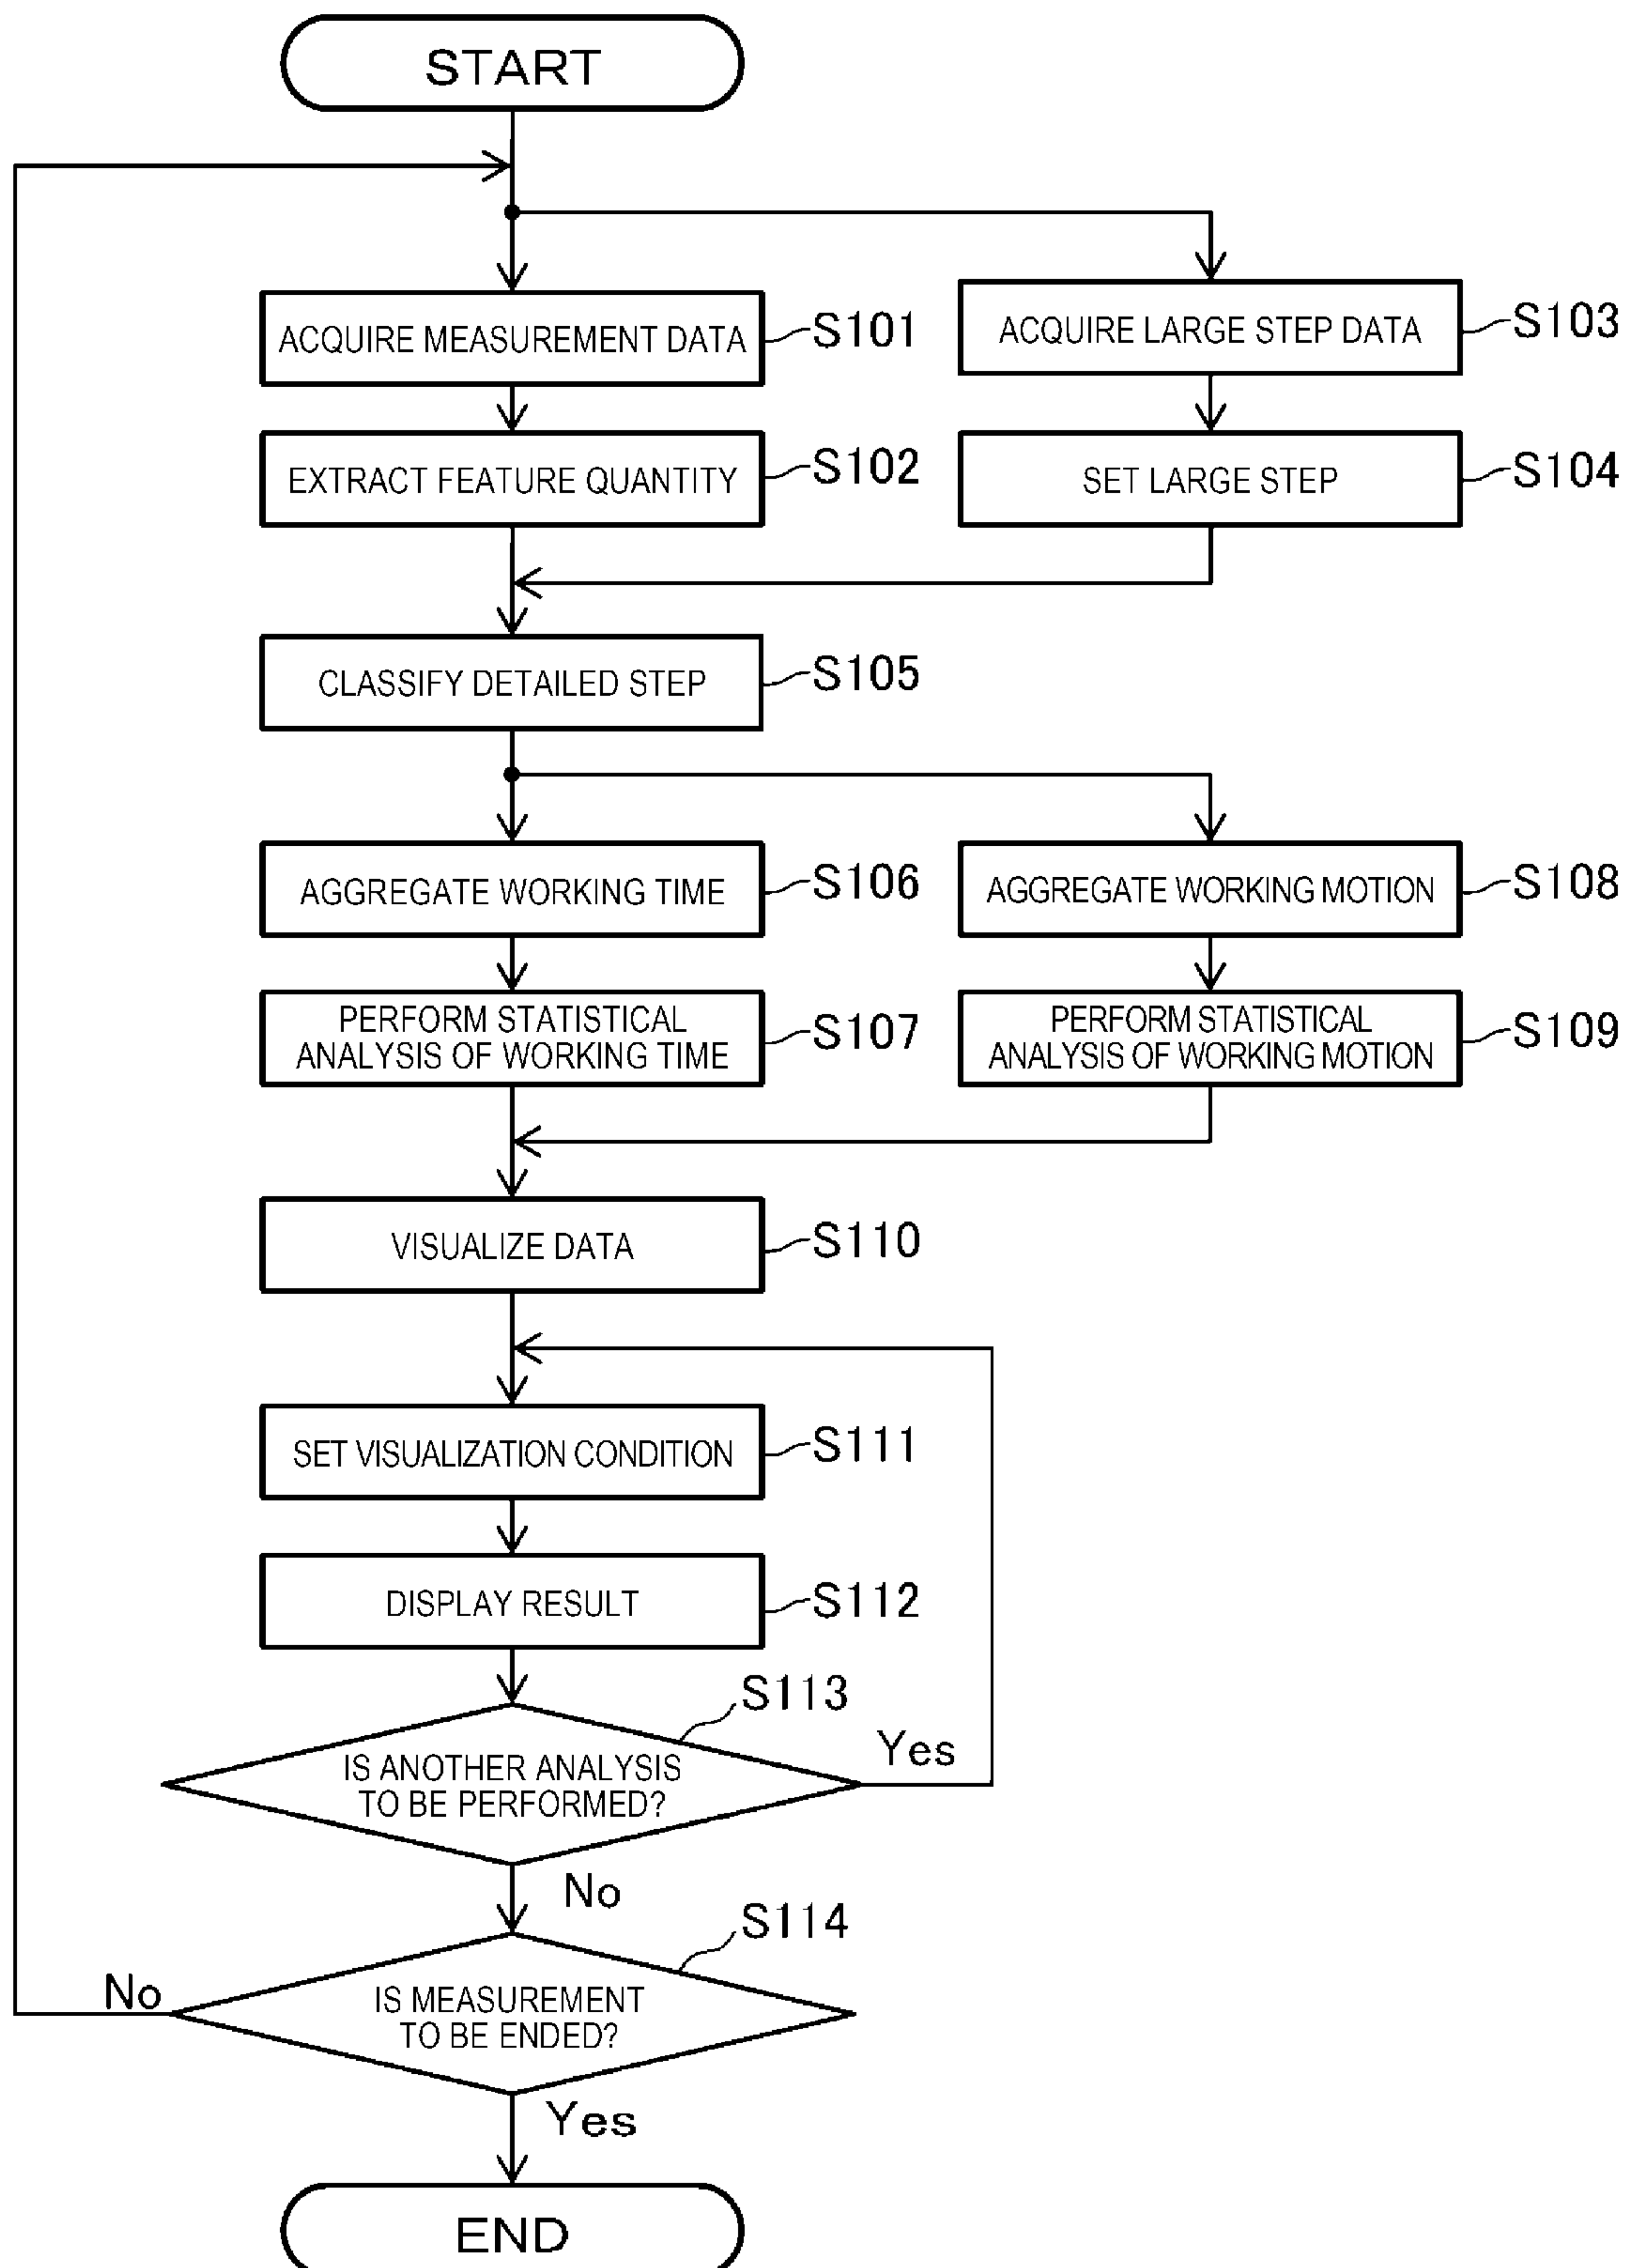 START
ACQUIRE MEASUREMENT DATA
S101
ACQUIRE LARGE STEP DATA
S103
EXTRACT FEATURE QUANTITY
S102
SET LARGE STEP
S104
CLASSIFY DETAILED STEP
S105
AGGREGATE WORKING TIME
S106
AGGREGATE WORKING MOTION
S108
PERFORM STATISTICAL
ANALYSIS OF WORKING TIME
S107
PERFORM STATISTICAL
ANALYSIS OF WORKING MOTION
S109
VISUALIZE DATA
S110
SET VISUALIZATION CONDITION
S111
DISPLAY RESULT
S112
S113
IS ANOTHER ANALYSIS
TO BE PERFORMED?
Yes
No
S114
IS MEASUREMENT
TO BE ENDED?
No
Yes
END